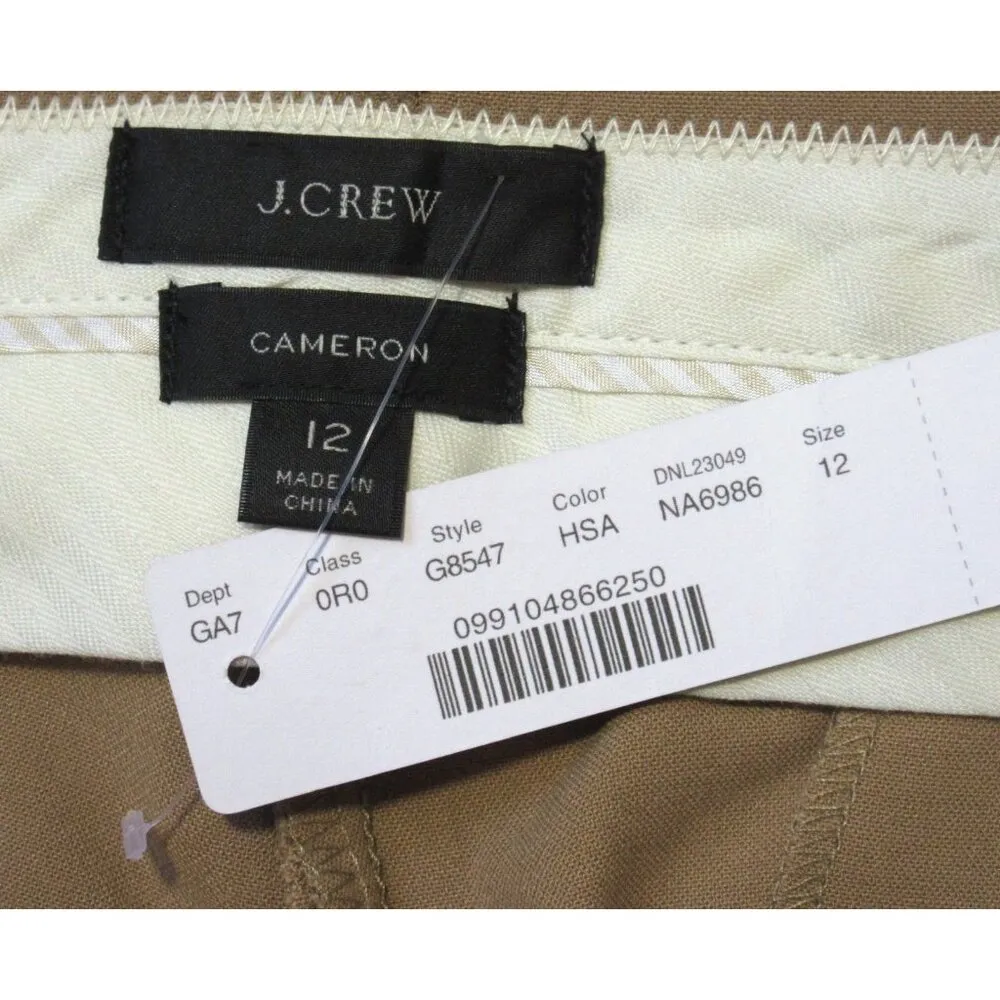 J.CREW
CAMERON
12
MADE IN
CHINA
Dept
GA7
Class
0R0
Style
G8547
Color
HSA
DNL23049
NA6986
Size
12
099104866250